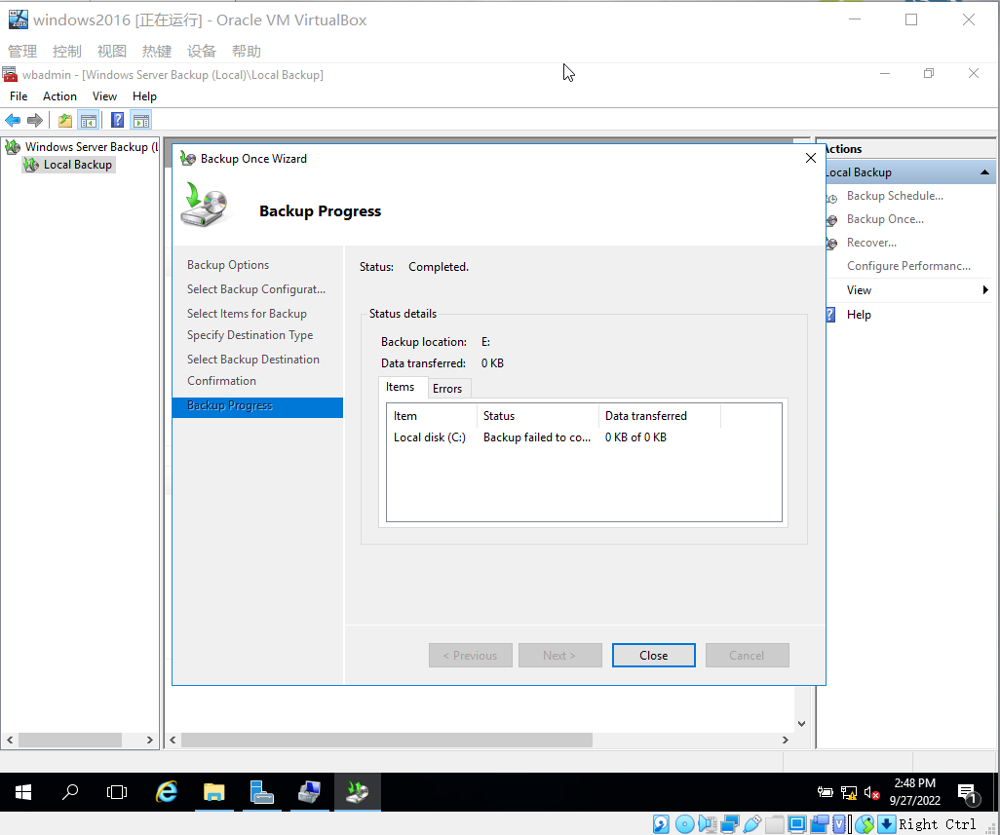 windows2016 [正在运行] - Oracle VM VirtualBox
管理 控制 视图 热键 设备 帮助
wbadmin - [Windows Server Backup (Local)\Local Backup]
File Action View Help
Windows Server Backup (L
Local Backup
Backup Once Wizard
Backup Progress
Backup Options
Select Backup Configurat...
Select Items for Backup
Specify Destination Type
Select Backup Destination
Confirmation
Backup Progress
Status: Completed.
Status details
Backup location: E:
Data transferred: 0 KB
Items Errors
Item Status Data transferred
Local disk (C:) Backup failed to co... 0 KB of 0 KB
< Previous Next > Close Cancel
Actions
Local Backup
Backup Schedule...
Backup Once...
Recover...
Configure Performanc...
View
Help
2:48 PM
9/27/2022
1
Right Ctrl